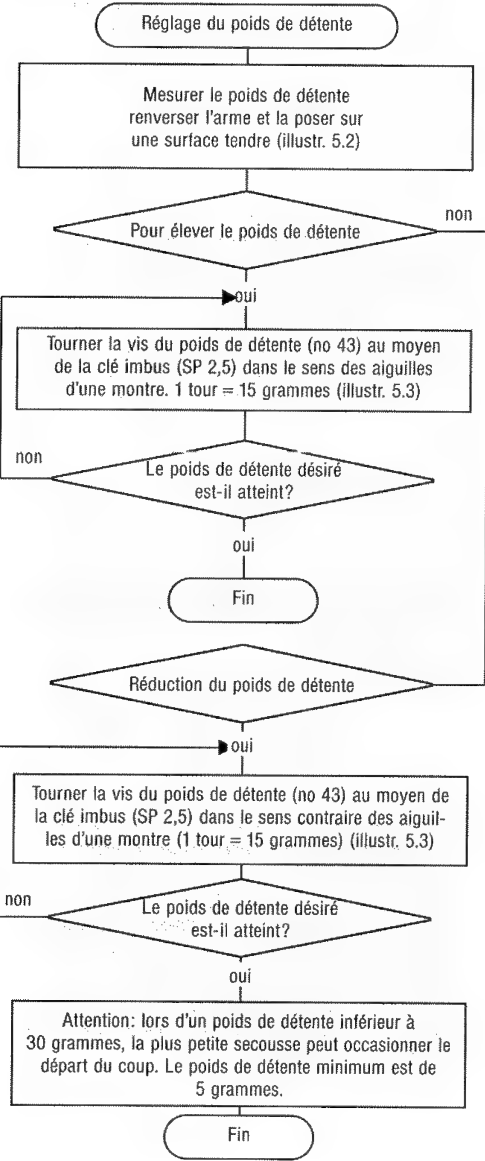 Réglage du poids de détente
Mesurer le poids de détente
renverser l'arme et la poser sur
une surface tendre (illustr. 5.2)
Pour élever le poids de détente
non
oui
Tourner la vis du poids de détente (no 43) au moyen
de la clé imbus (SP 2,5) dans le sens des aiguilles
d'une montre. 1 tour = 15 grammes (illustr. 5.3)
non
Le poids de détente désiré
est-il atteint?
oui
Fin
Réduction du poids de détente
oui
Tourner la vis du poids de détente (no 43) au moyen de
la clé imbus (SP 2,5) dans le sens contraire des aiguil-
les d'une montre (1 tour = 15 grammes) (illustr. 5.3)
non
Le poids de détente désiré
est-il atteint?
oui
Attention: lors d'un poids de détente inférieur à
30 grammes, la plus petite secousse peut occasionner le
départ du coup. Le poids de détente minimum est de
5 grammes.
Fin